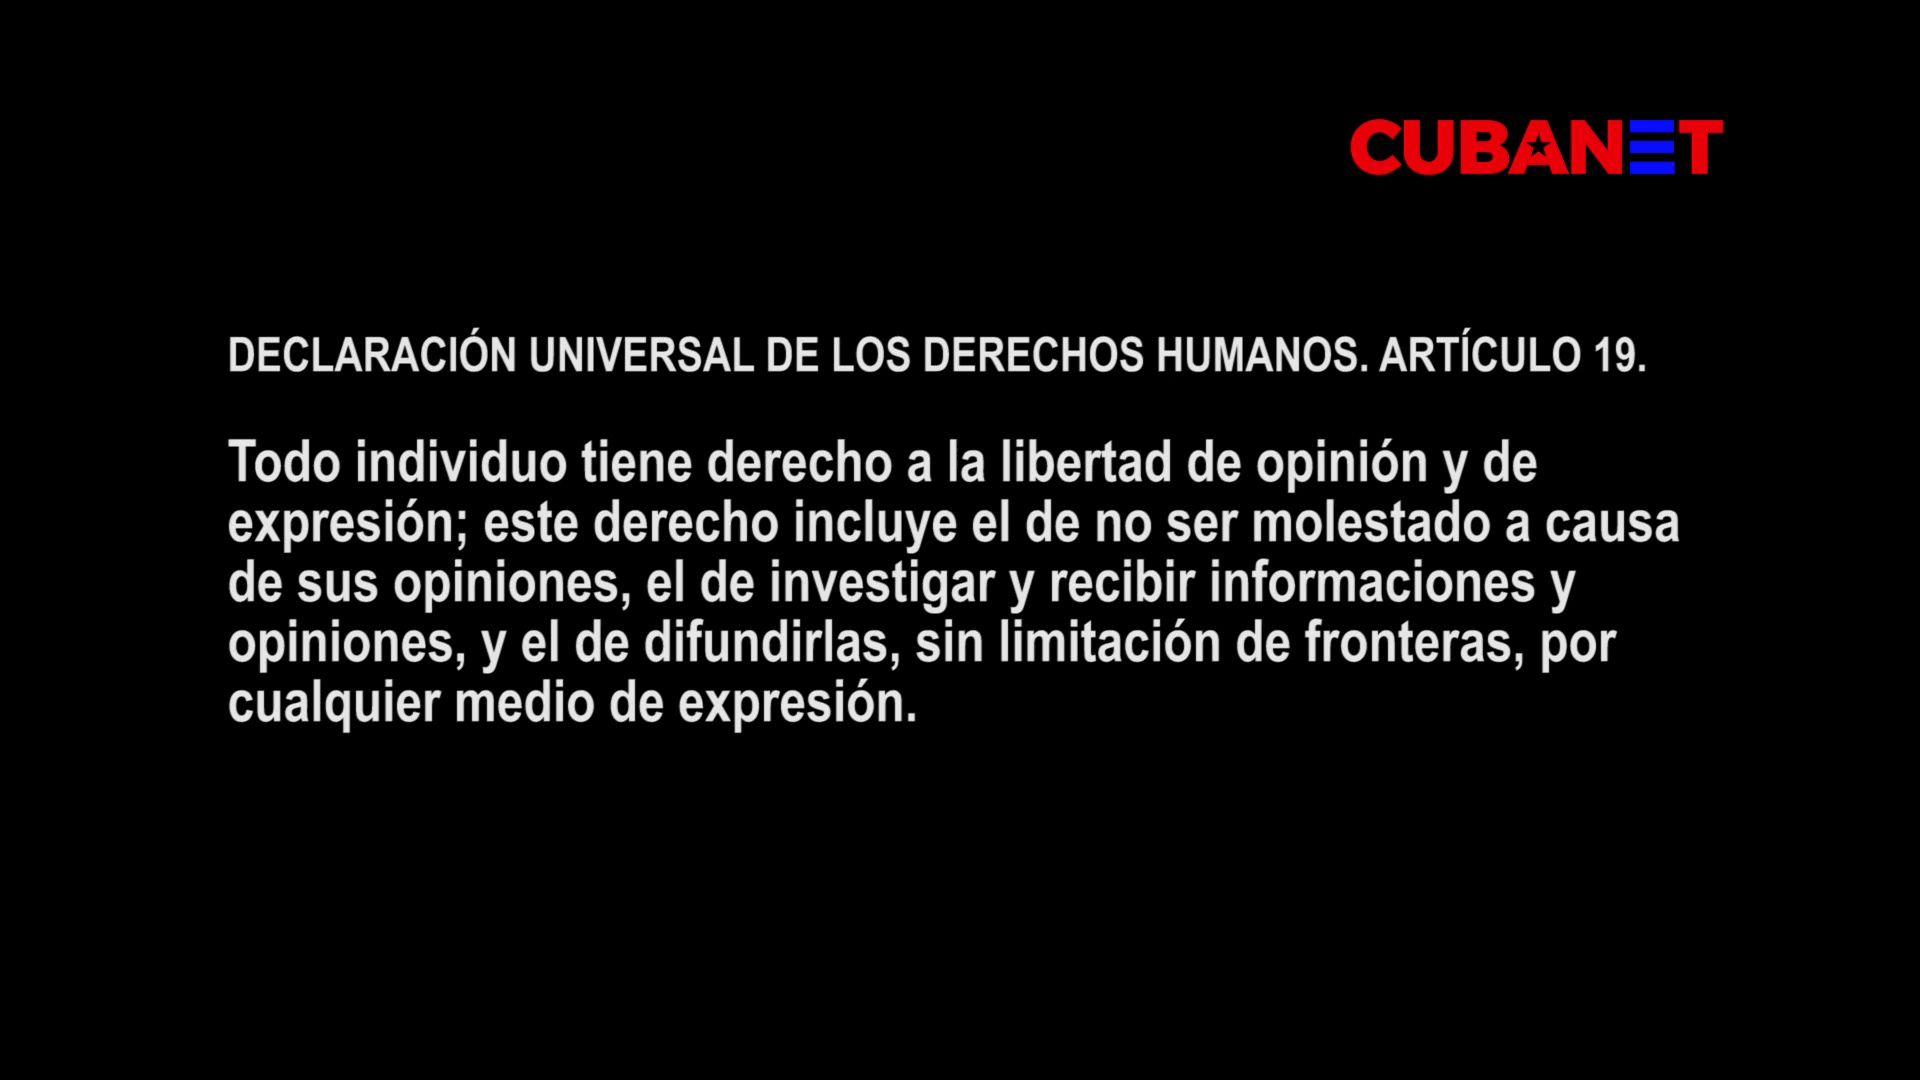 CUBANET
DECLARACIÓN UNIVERSAL DE LOS DERECHOS HUMANOS. ARTÍCULO 19.
Todo individuo tiene derecho a la libertad de opinión y de
expresión; este derecho incluye el de no ser molestado a causa
de sus opiniones, el de investigar y recibir informaciones y
opiniones, y el de difundirlas, sin limitación de fronteras, por
cualquier medio de expresión.